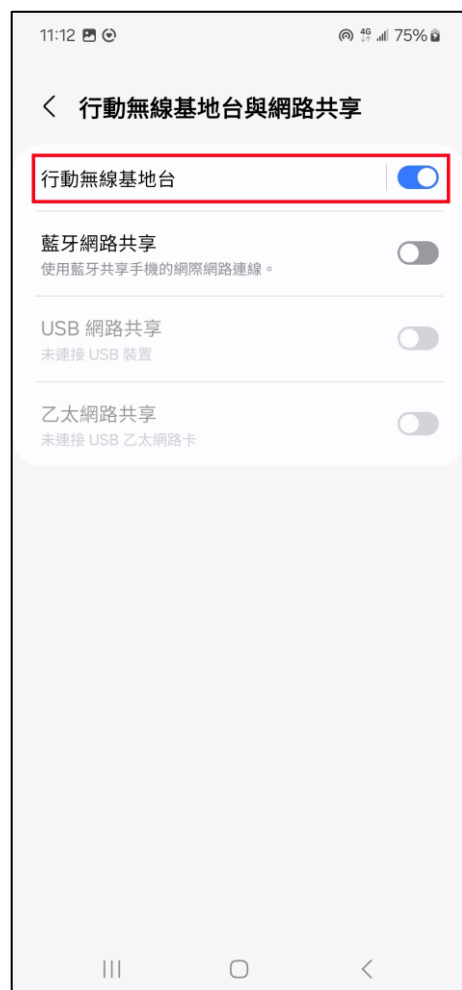 11:12 4G 75%
行動無線基地台與網路共享
行動無線基地台
藍牙網路共享
使用藍牙共享手機的網際網路連線。
USB 網路共享
未連接 USB 裝置
乙太網路共享
未連接 USB 乙太網路卡